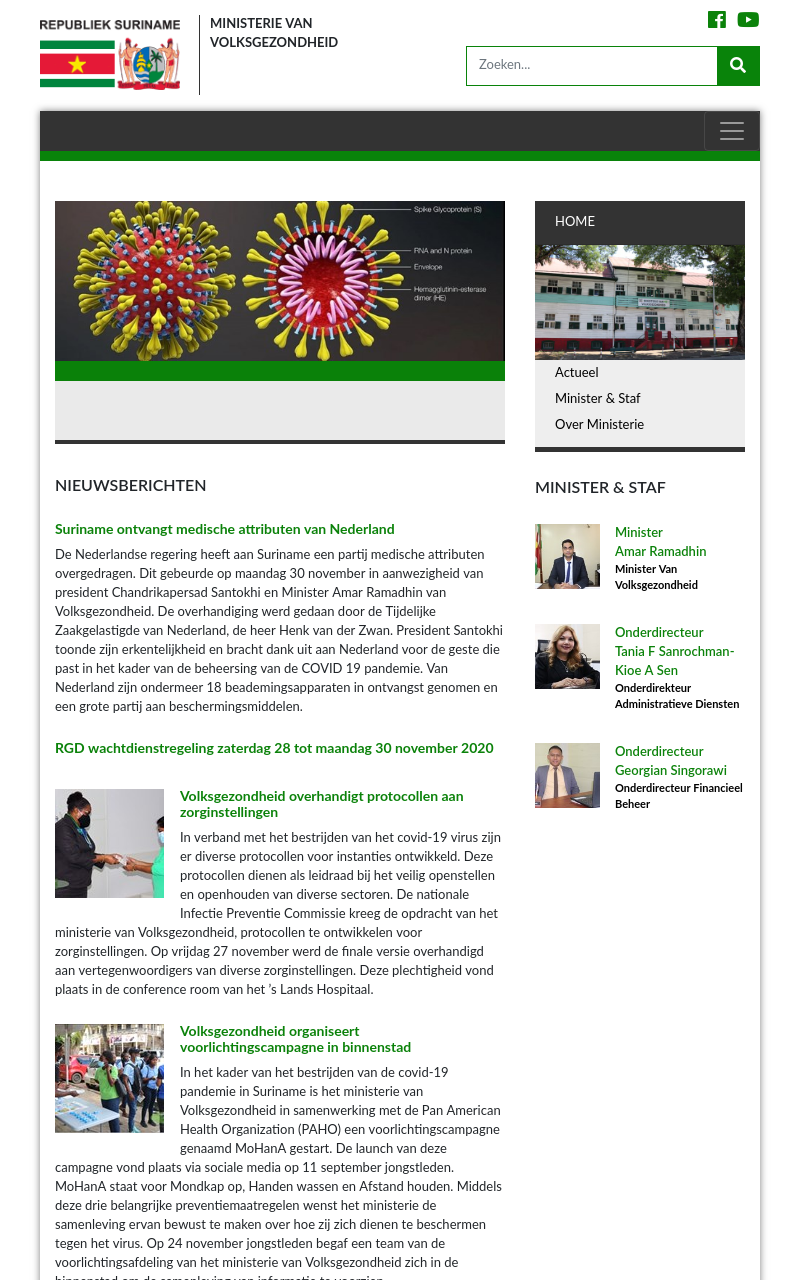 REPUBLIEK SURINAME
MINISTERIE VAN
VOLKSGEZONDHEID
Zoeken...
Spike Glycoprotein (S)
RNA and N protein
Envelope
Hemagglutinin-esterase
dimer (HE)
HOME
Actueel
Minister & Staf
Over Ministerie
NIEUWSBERICHTEN
Suriname ontvangt medische attributen van Nederland
De Nederlandse regering heeft aan Suriname een partij medische attributen
overgedragen. Dit gebeurde op maandag 30 november in aanwezigheid van
president Chandrikapersad Santokhi en Minister Amar Ramadhin van
Volksgezondheid. De overhandiging werd gedaan door de Tijdelijke
Zaakgelastigde van Nederland, de heer Henk van der Zwan. President Santokhi
toonde zijn erkentelijkheid en bracht dank uit aan Nederland voor de geste die
past in het kader van de beheersing van de COVID 19 pandemie. Van
Nederland zijn ondermeer 18 beademingsapparaten in ontvangst genomen en
een grote partij aan beschermingsmiddelen.
RGD wachtdienstregeling zaterdag 28 tot maandag 30 november 2020
Volksgezondheid overhandigt protocollen aan
zorginstellingen
In verband met het bestrijden van het covid-19 virus zijn
er diverse protocollen voor instanties ontwikkeld. Deze
protocollen dienen als leidraad bij het veilig openstellen
en openhouden van diverse sectoren. De nationale
Infectie Preventie Commissie kreeg de opdracht van het
ministerie van Volksgezondheid, protocollen te ontwikkelen voor
zorginstellingen. Op vrijdag 27 november werd de finale versie overhandigd
aan vertegenwoordigers van diverse zorginstellingen. Deze plechtigheid vond
plaats in de conference room van het ’s Lands Hospitaal.
Volksgezondheid organiseert
voorlichtingscampagne in binnenstad
In het kader van het bestrijden van de covid-19
pandemie in Suriname is het ministerie van
Volksgezondheid in samenwerking met de Pan American
Health Organization (PAHO) een voorlichtingscampagne
genaamd MoHanA gestart. De launch van deze
campagne vond plaats via sociale media op 11 september jongstleden.
MoHanA staat voor Mondkap op, Handen wassen en Afstand houden. Middels
deze drie belangrijke preventiemaatregelen wenst het ministerie de
samenleving ervan bewust te maken over hoe zij zich dienen te beschermen
tegen het virus. Op 24 november jongstleden begaf een team van de
voorlichtingsafdeling van het ministerie van Volksgezondheid zich in de
binnenstad om de samenleving van informatie te voorzien
MINISTER & STAF
Minister
Amar Ramadhin
Minister Van
Volksgezondheid
Onderdirecteur
Tania F Sanrochman-
Kioe A Sen
Onderdirekteur
Administratieve Diensten
Onderdirecteur
Georgian Singorawi
Onderdirecteur Financieel
Beheer